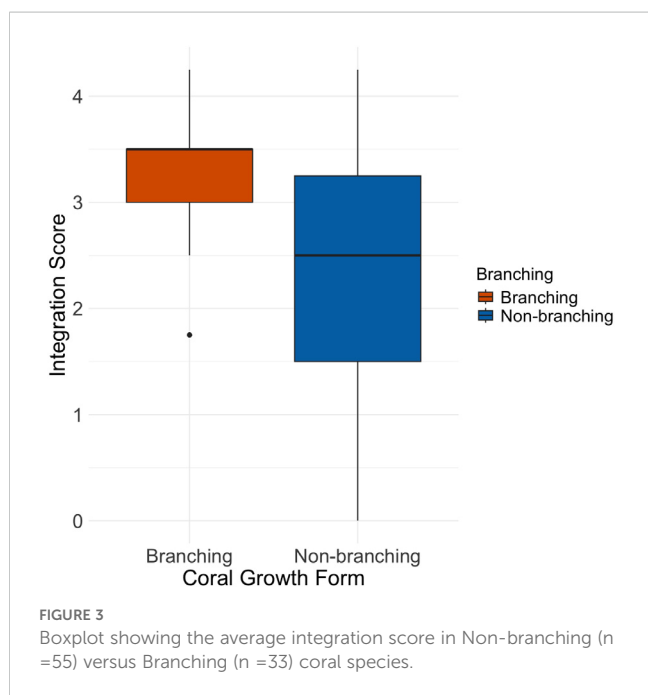 4
3
2
1
0
Integration Score
Branching Non-branching
Coral Growth Form
Branching
Branching
Non-branching
FIGURE 3
Boxplot showing the average integration score in Non-branching (n
=55) versus Branching (n =33) coral species.